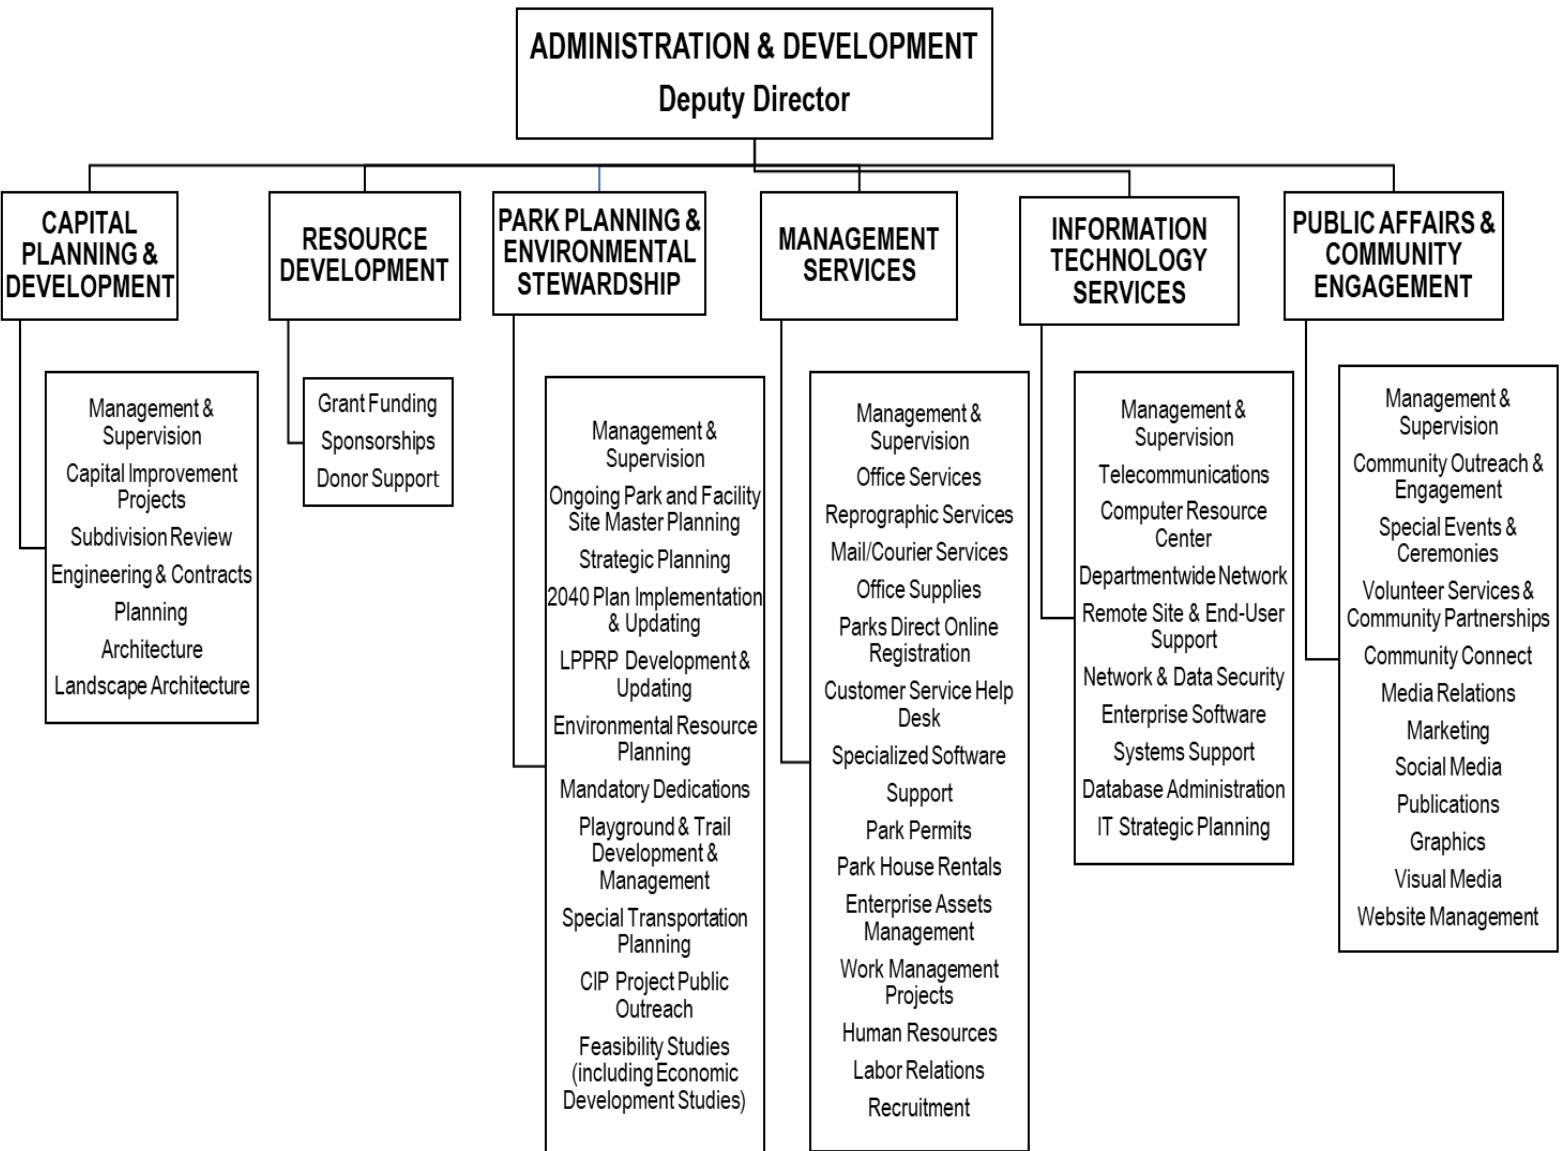 ADMINISTRATION & DEVELOPMENT
Deputy Director
CAPITAL
PLANNING &
DEVELOPMENT
RESOURCE
DEVELOPMENT
PARK PLANNING &
ENVIRONMENTAL
STEWARDSHIP
MANAGEMENT
SERVICES
INFORMATION
TECHNOLOGY
SERVICES
PUBLIC AFFAIRS &
COMMUNITY
ENGAGEMENT
Management &
Supervision
Capital Improvement
Projects
Subdivision Review
Engineering & Contracts
Planning
Architecture
Landscape Architecture
Grant Funding
Sponsorships
Donor Support
Management &
Supervision
Ongoing Park and Facility
Site Master Planning
Strategic Planning
2040 Plan Implementation
& Updating
LPPRP Development &
Updating
Environmental Resource
Planning
Mandatory Dedications
Playground & Trail
Development &
Management
Special Transportation
Planning
CIP Project Public
Outreach
Feasibility Studies
(including Economic
Development Studies)
Management &
Supervision
Office Services
Reprographic Services
Mail/Courier Services
Office Supplies
Parks Direct Online
Registration
Customer Service Help
Desk
Specialized Software
Support
Park Permits
Park House Rentals
Enterprise Assets
Management
Work Management
Projects
Human Resources
Labor Relations
Recruitment
Management &
Supervision
Telecommunications
Computer Resource
Center
Departmentwide Network
Remote Site & End-User
Support
Network & Data Security
Enterprise Software
Systems Support
Database Administration
IT Strategic Planning
Management &
Supervision
Community Outreach &
Engagement
Special Events &
Ceremonies
Volunteer Services &
Community Partnerships
Community Connect
Media Relations
Marketing
Social Media
Publications
Graphics
Visual Media
Website Management